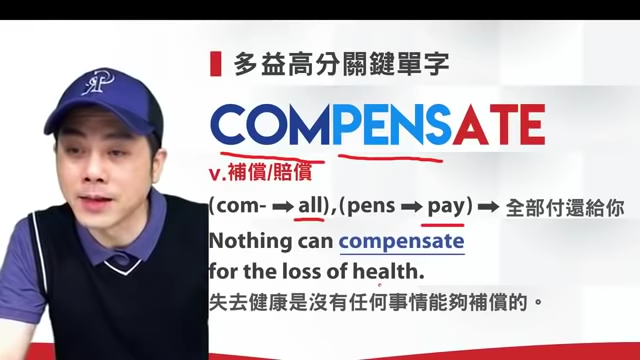 多益高分關鍵單字
COMPENSATE
v.補償/賠償
(com- ➡all),(pens ➡pay)➡全部付還給你
Nothing can compensate
for the loss of health.
失去健康是沒有任何事情能夠補償的。